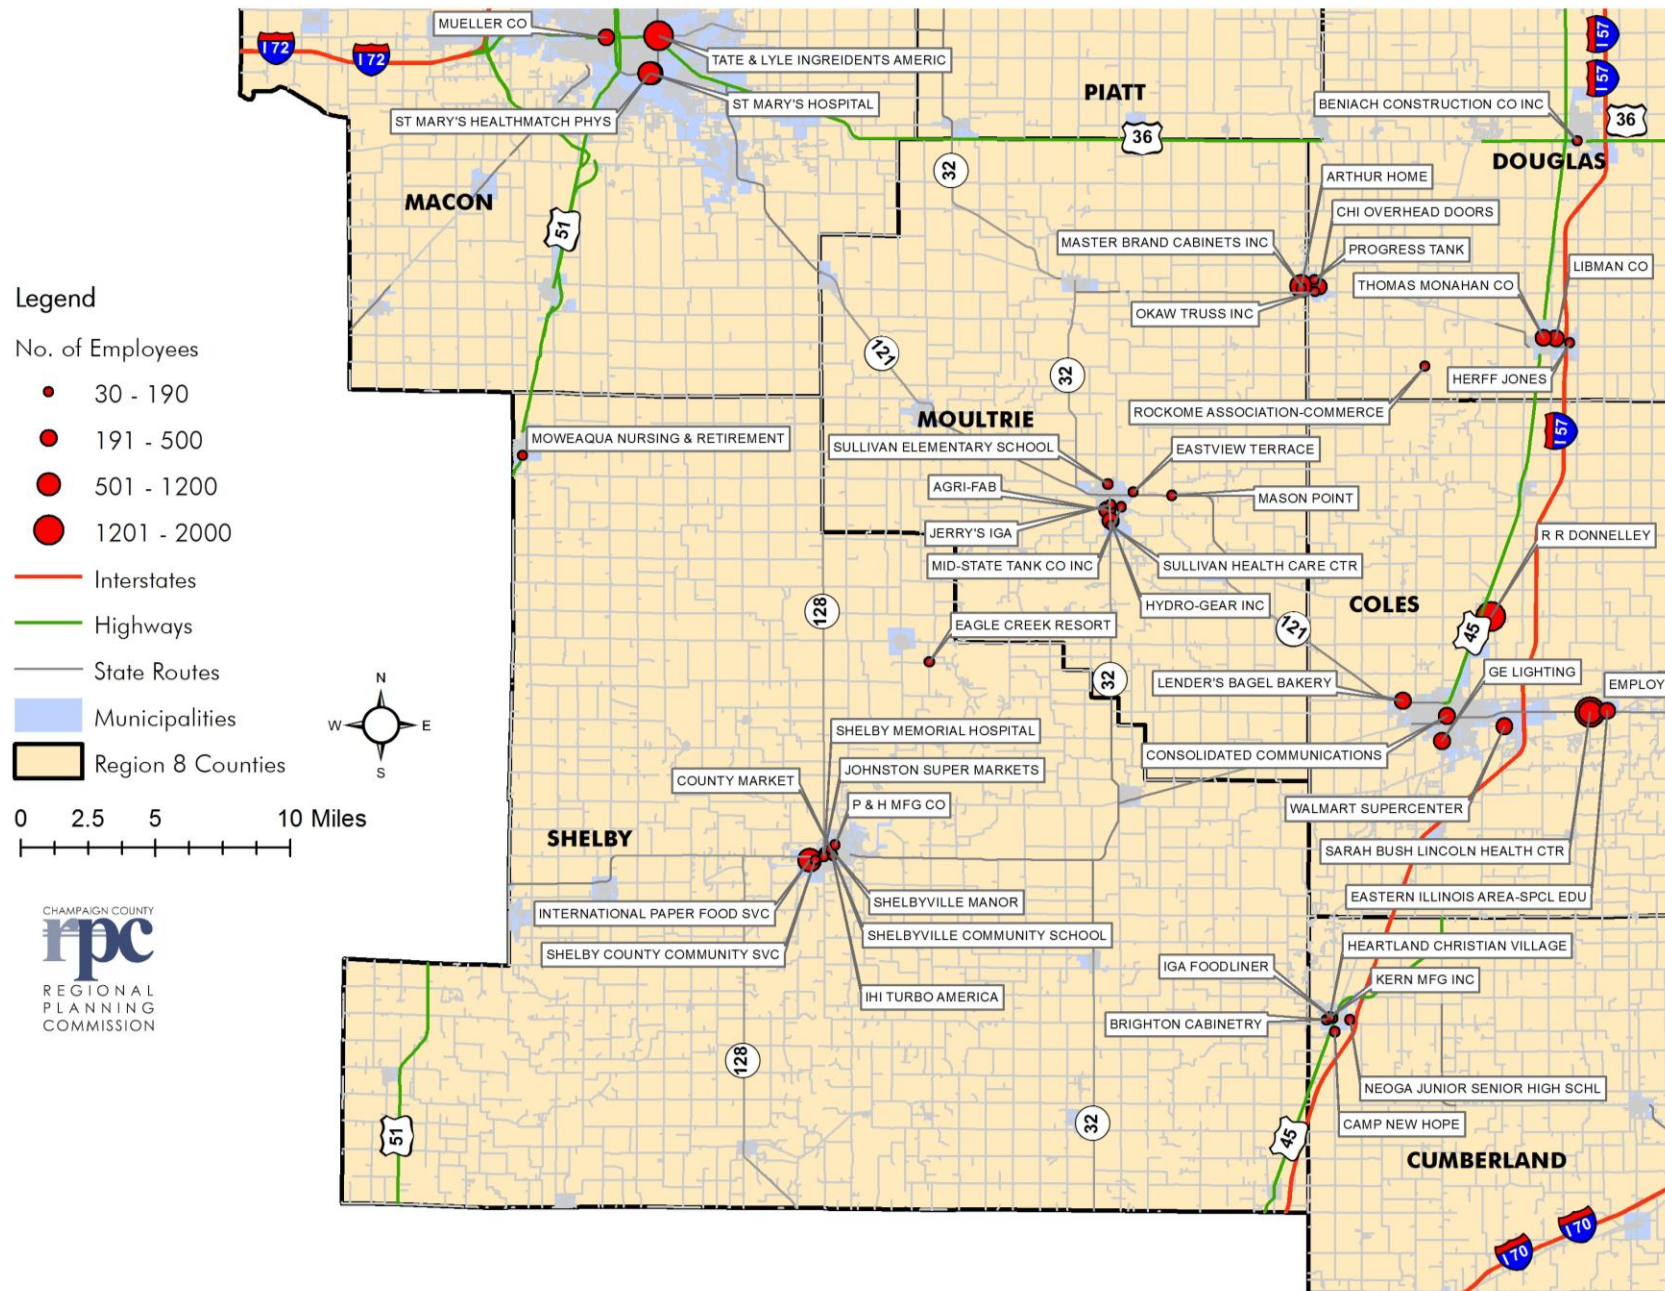 MUELLER CO
I 72
I 72
TATE & LYLE INGREIDENTS AMERIC
ST MARY'S HOSPITAL
ST MARY'S HEALTHMATCH PHYS
PIATT
36
I 57
I 57
BENIACH CONSTRUCTION CO INC
36
DOUGLAS
32
MACON
51
ARTHUR HOME
CHI OVERHEAD DOORS
MASTER BRAND CABINETS INC
PROGRESS TANK
LIBMAN CO
THOMAS MONAHAN CO
OKAW TRUSS INC
121
32
HERFF JONES
ROCKOME ASSOCIATION-COMMERCE
MOULTRIE
I 57
MOWEAQUA NURSING & RETIREMENT
SULLIVAN ELEMENTARY SCHOOL
EASTVIEW TERRACE
AGRI-FAB
MASON POINT
JERRY'S IGA
R R DONNELLEY
MID-STATE TANK CO INC
SULLIVAN HEALTH CARE CTR
HYDRO-GEAR INC
COLES
128
EAGLE CREEK RESORT
121
45
32
GE LIGHTING
LENDER'S BAGEL BAKERY
EMPLOY
SHELBY MEMORIAL HOSPITAL
CONSOLIDATED COMMUNICATIONS
COUNTY MARKET
JOHNSTON SUPER MARKETS
P & H MFG CO
WALMART SUPERCENTER
SHELBY
SARAH BUSH LINCOLN HEALTH CTR
EASTERN ILLINOIS AREA-SPCL EDU
SHELBYVILLE MANOR
INTERNATIONAL PAPER FOOD SVC
SHELBYVILLE COMMUNITY SCHOOL
SHELBY COUNTY COMMUNITY SVC
HEARTLAND CHRISTIAN VILLAGE
IGA FOODLINER
KERN MFG INC
IHI TURBO AMERICA
BRIGHTON CABINETRY
128
NEOGA JUNIOR SENIOR HIGH SCHL
CAMP NEW HOPE
51
32
45
CUMBERLAND
I 70
I 70
Legend
No. of Employees
30 - 190
191 - 500
501 - 1200
1201 - 2000
Interstates
Highways
State Routes
Municipalities
Region 8 Counties
N
W
E
S
0 2.5 5 10 Miles
CHAMPAIGN COUNTY
rpc
REGIONAL
PLANNING
COMMISSION